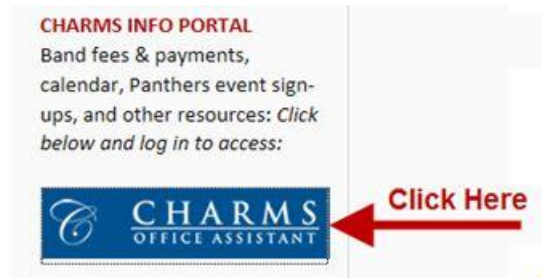 CHARMS INFO PORTAL
Band fees & payments,
calendar, Panthers event sign-
ups, and other resources: Click
below and log in to access:
C CHARMS
OFFICE ASSISTANT
Click Here